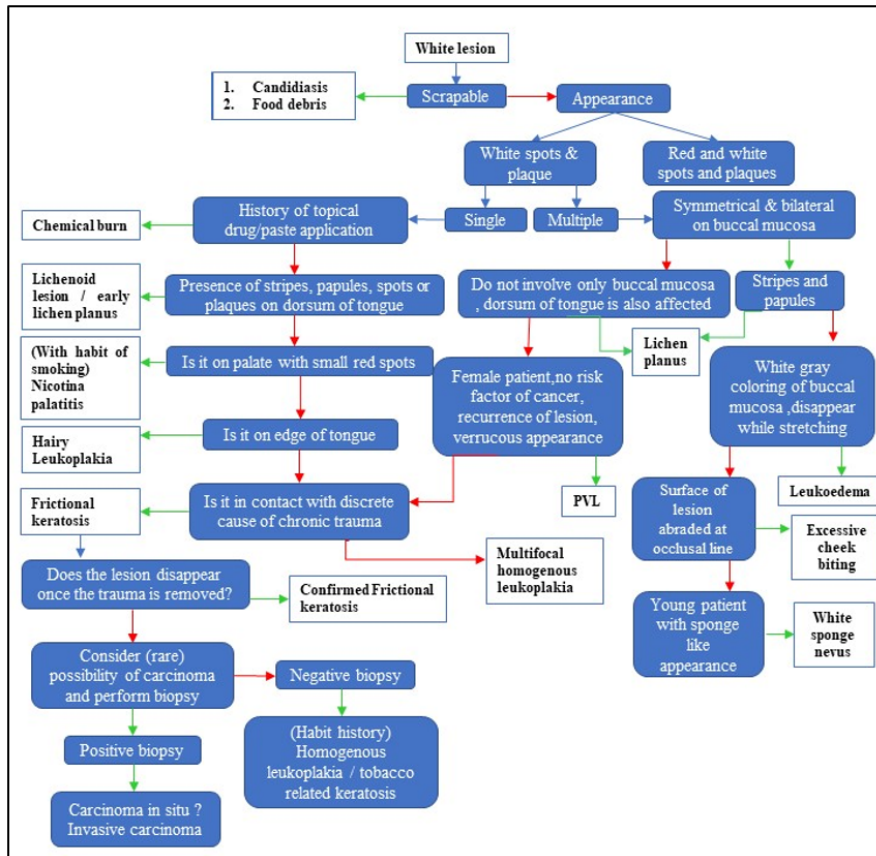 White lesion
1. Candidiasis
2. Food debris
Scrapable
Appearance
White spots &
plaque
Red and white
spots and plaques
Single
Multiple
Symmetrical & bilateral
on buccal mucosa
History of topical
drug/paste application
Chemical burn
Presence of stripes, papules, spots or
plaques on dorsum of tongue
Lichenoid
lesion / early
lichen planus
Do not involve only buccal mucosa
, dorsum of tongue is also affected
Stripes and
papules
Lichen
planus
Is it on palate with small red spots
(With habit of
smoking)
Nicotina
palatitis
Female patient,no risk
factor of cancer,
recurrence of lesion,
verrucous appearance
White gray
coloring of buccal
mucosa ,disappear
while stretching
Is it on edge of tongue
Hairy
Leukoplakia
PVL
Leukoedema
Is it in contact with discrete
cause of chronic trauma
Frictional
keratosis
Multifocal
homogenous
leukoplakia
Surface of
lesion
abraded at
occlusal line
Excessive
cheek
biting
Does the lesion disappear
once the trauma is removed?
Confirmed Frictional
keratosis
Young patient
with sponge
like
appearance
White
sponge
nevus
Consider (rare)
possibility of carcinoma
and perform biopsy
Negative biopsy
Positive biopsy
(Habit history)
Homogenous
leukoplakia / tobacco
related keratosis
Carcinoma in situ ?
Invasive carcinoma